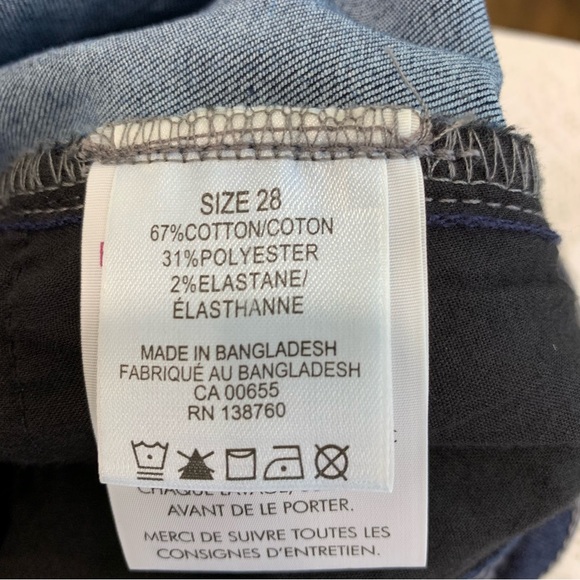 SIZE 28
67%COTTON/COTON
31%POLYESTER
2%ELASTANE/
ÉLASTHANNE
MADE IN BANGLADESH
FABRIQUÉ AU BANGLADESH
CA 00655
RN 138760
CHAQUE
AVANT DE LE PORTER.
MERCI DE SUIVRE TOUTES LES
CONSIGNES D'ENTRETIEN.